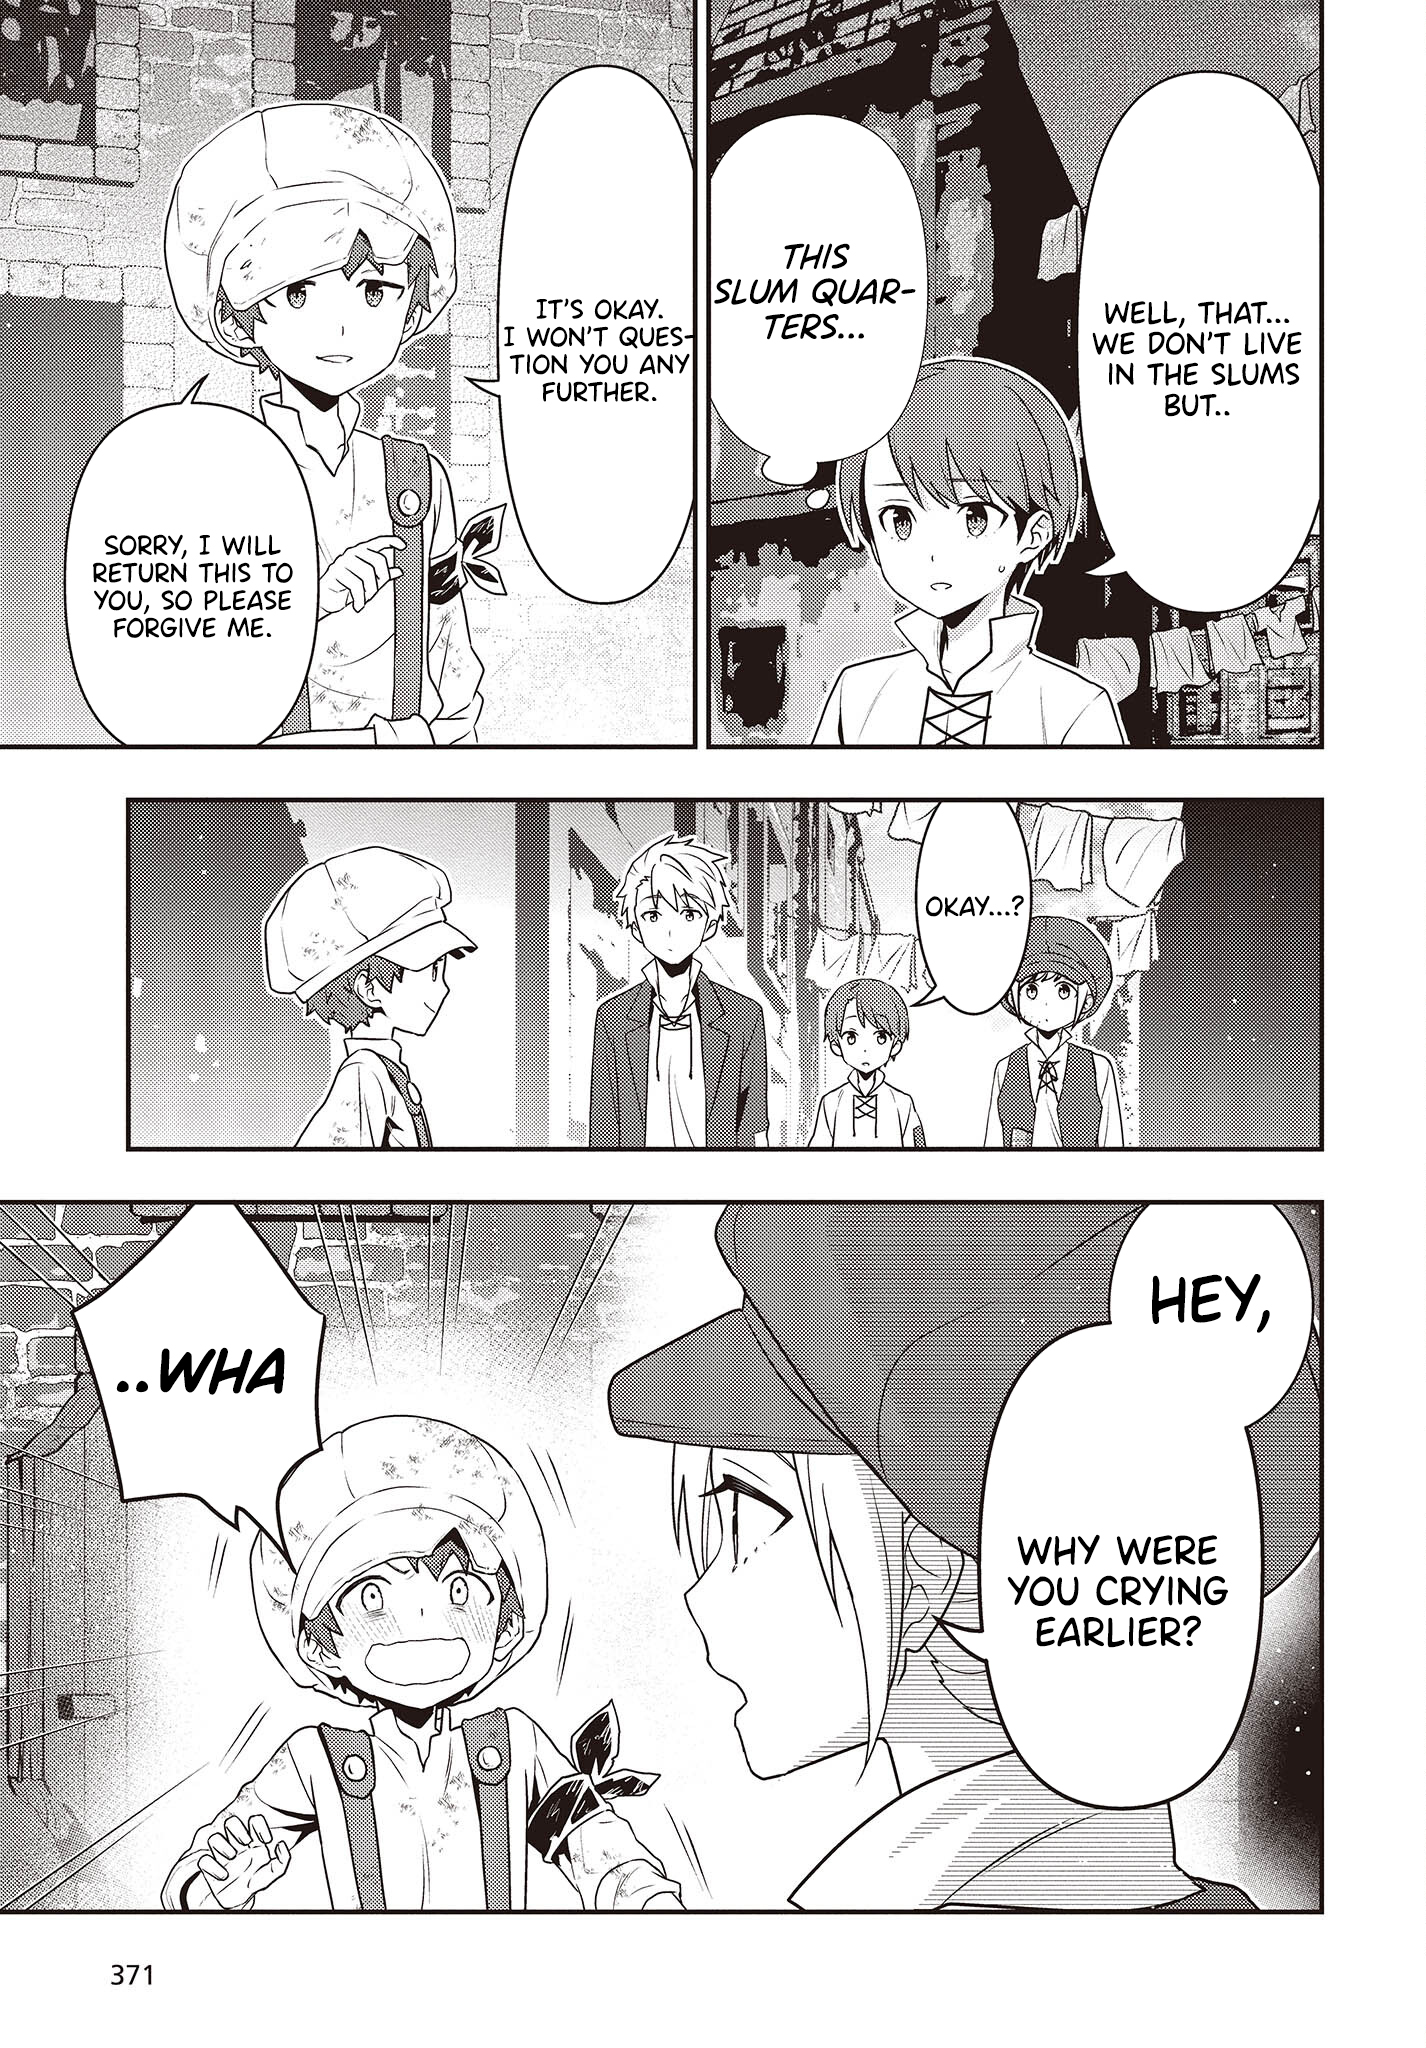 WELL, THAT...
WE DON'T LIVE
IN THE SLUMS
BUT..
THIS
SLUM QUAR-
TERS...
IT'S OKAY.
I WON'T QUES-
TION YOU ANY
FURTHER.
SORRY, I WILL
RETURN THIS TO
YOU, SO PLEASE
FORGIVE ME.
OKAY...?
HEY,
WHY WERE
YOU CRYING
EARLIER?
..WHA
371